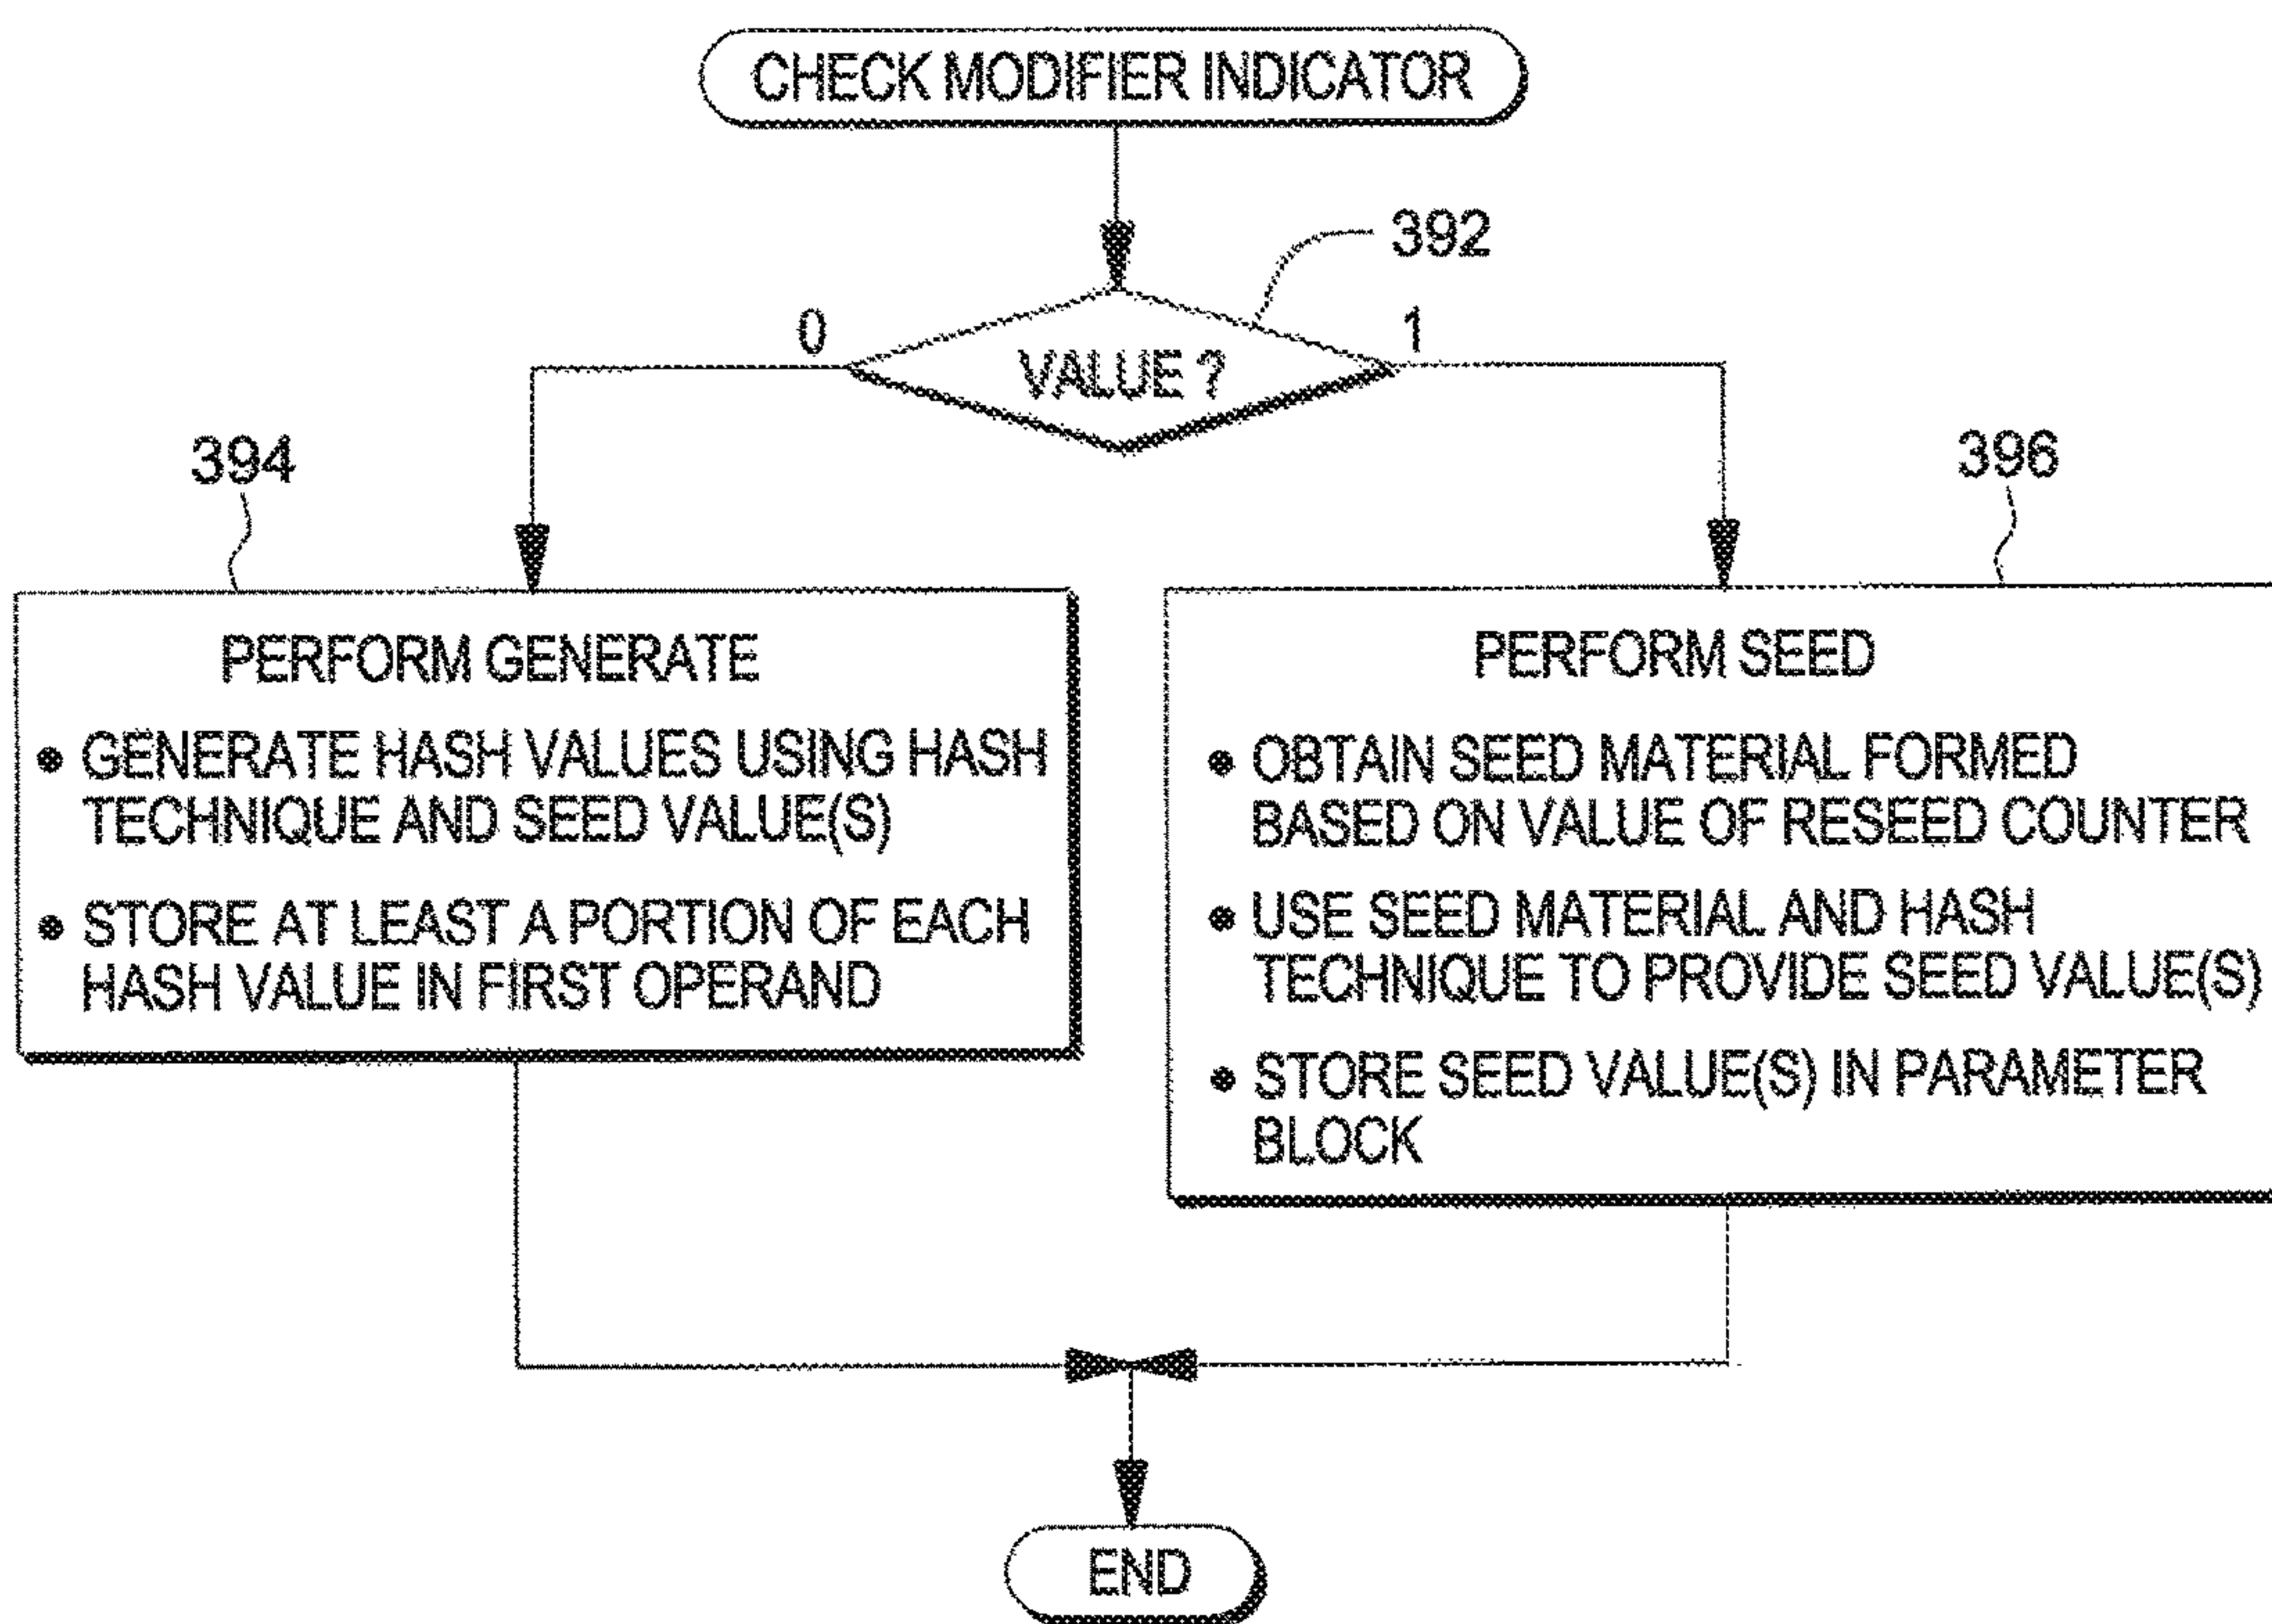 CHECK MODIFIER INDICATOR
392
0
1
VALUE ?
394
396
PERFORM GENERATE
• GENERATE HASH VALUES USING HASH
TECHNIQUE AND SEED VALUE(S)
• STORE AT LEAST A PORTION OF EACH
HASH VALUE IN FIRST OPERAND
PERFORM SEED
• OBTAIN SEED MATERIAL FORMED
BASED ON VALUE OF RESEED COUNTER
• USE SEED MATERIAL AND HASH
TECHNIQUE TO PROVIDE SEED VALUE(S)
• STORE SEED VALUE(S) IN PARAMETER
BLOCK
END